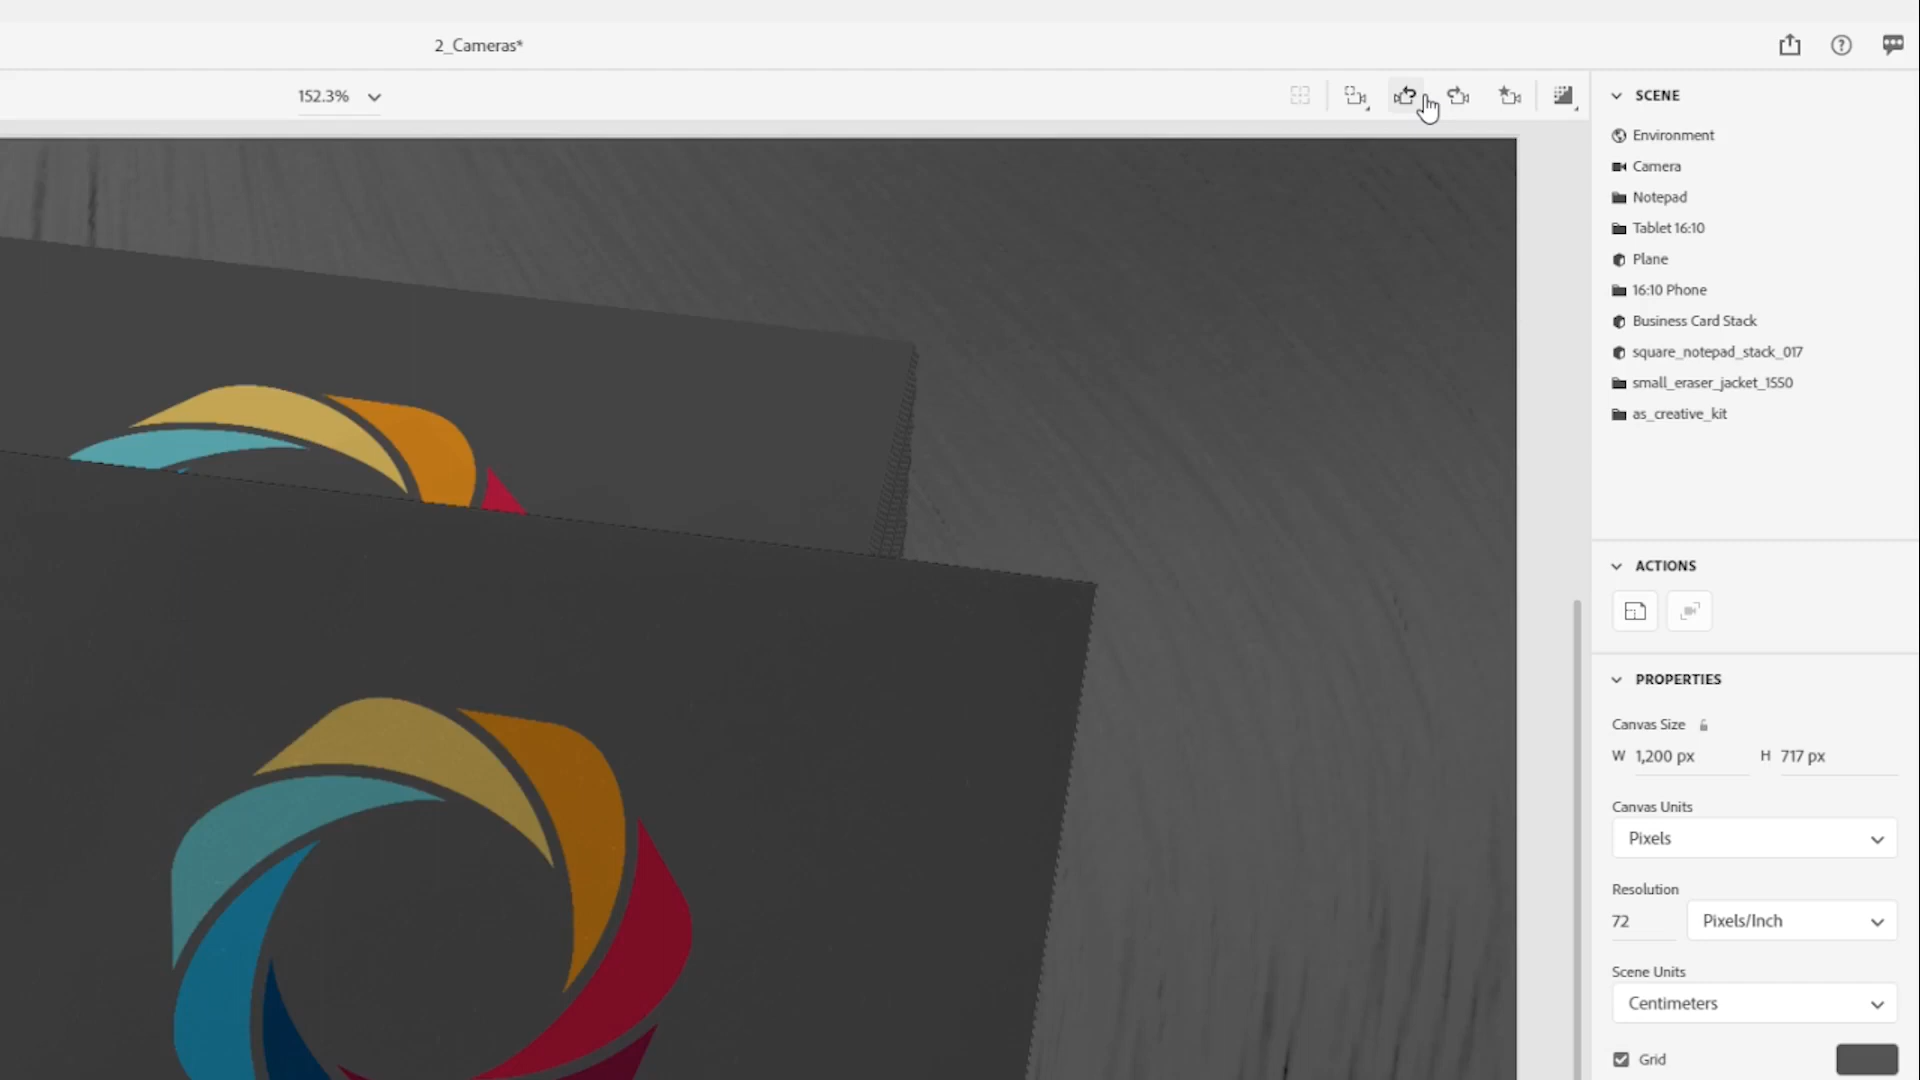 2_Cameras*
152.3%
SCENE
Environment
Camera
Notepad
Tablet 16:10
Plane
16:10 Phone
Business Card Stack
square_notepad_stack_017
small_eraser_jacket_1550
as_creative_kit
ACTIONS
PROPERTIES
Canvas Size
W 1,200 px H 717 px
Canvas Units
Pixels
Resolution
72 Pixels/Inch
Scene Units
Centimeters
Grid